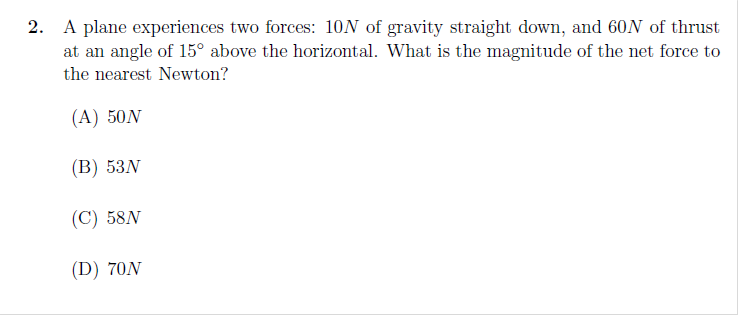 2. A plane experiences two forces: 10N of gravity straight down, and 60N of thrust
at an angle of 15° above the horizontal. What is the magnitude of the net force to
the nearest Newton?
(A) 50N
(B) 53N
(C) 58N
(D) 70N